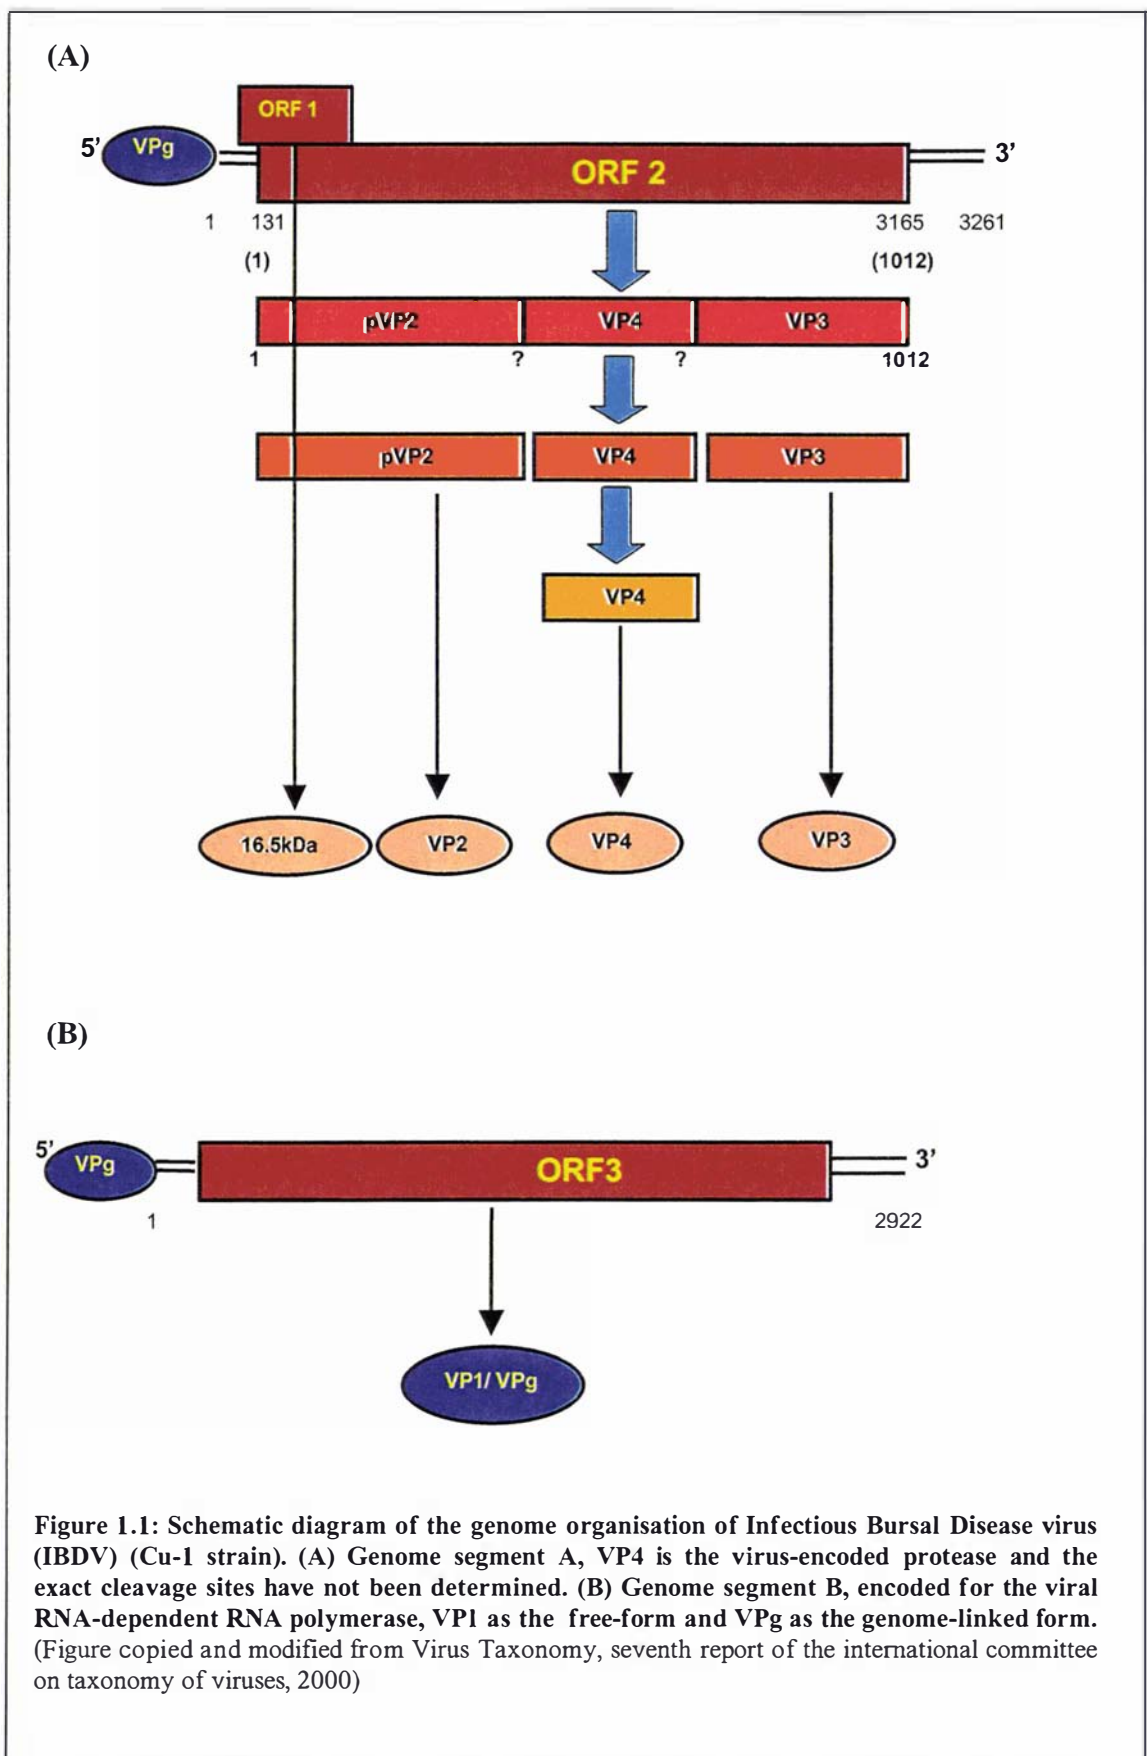 (A)
ORF 1
5’ VPg ORF 2 3’
1 131 3165 3261
(1) (1012)
pVP2 VP4 VP3
1 ? ? 1012
pVP2 VP4 VP3
VP4
16.5kDa VP2 VP4 VP3
(B)
5’ VPg ORF3 3’
1 2922
VP1/ VPg
Figure 1.1: Schematic diagram of the genome organisation of Infectious Bursal Disease virus
(IBDV) (Cu-1 strain). (A) Genome segment A, VP4 is the virus-encoded protease and the
exact cleavage sites have not been determined. (B) Genome segment B, encoded for the viral
RNA-dependent RNA polymerase, VP1 as the free-form and VPg as the genome-linked form.
(Figure copied and modified from Virus Taxonomy, seventh report of the international committee
on taxonomy of viruses, 2000)